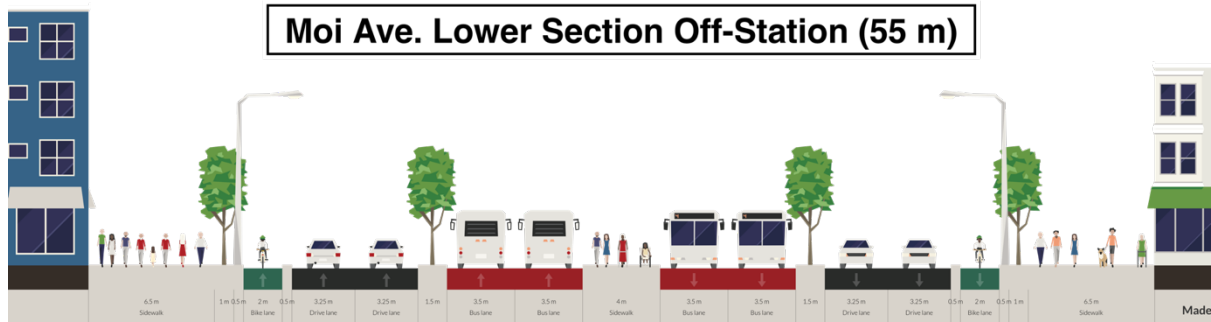 Moi Ave. Lower Section Off-Station (55 m)
6.5 m 1 m 0.5 m 2 m 0.5 m 3.25 m 3.25 m 1.5 m 3.5 m 3.5 m 4 m 3.5 m 3.5 m 1.5 m 3.25 m 3.25 m 0.5 m 2 m 0.5 m 1 m 6.5 m
Sidewalk Bike lane Drive lane Drive lane Bus lane Bus lane Sidewalk Bus lane Bus lane Drive lane Drive lane Bike lane Sidewalk
Made